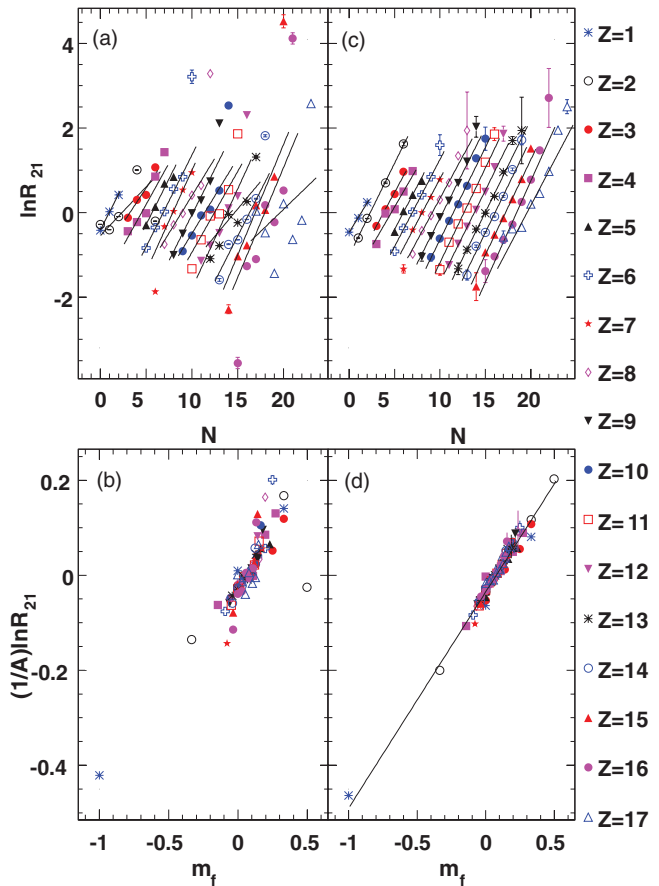 (a)
(c)
lnR21
4
2
0
-2
0 5 10 15 20
N
0 5 10 15 20
N
(b)
(d)
(1/A)lnR21
0.2
0
-0.2
-0.4
-1 -0.5 0 0.5
mf
-1 -0.5 0 0.5
mf
Z=1
Z=2
Z=3
Z=4
Z=5
Z=6
Z=7
Z=8
Z=9
Z=10
Z=11
Z=12
Z=13
Z=14
Z=15
Z=16
Z=17